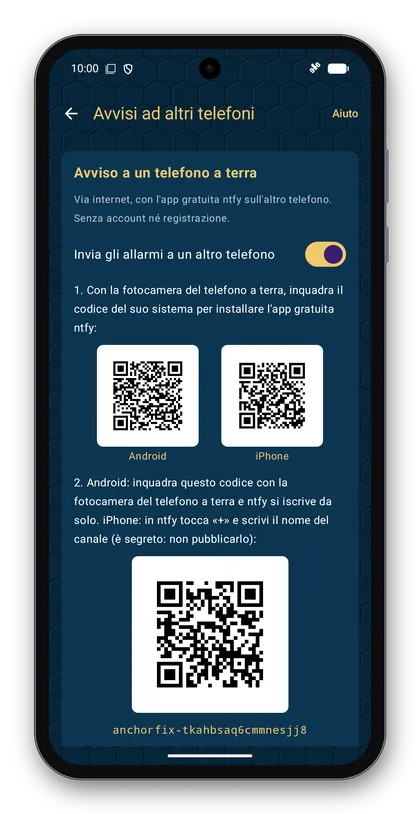 10:00
Avvisi ad altri telefoni
Aiuto
Avviso a un telefono a terra
Via internet, con l'app gratuita ntfy sull'altro telefono.
Senza account né registrazione.
Invia gli allarmi a un altro telefono
1. Con la fotocamera del telefono a terra, inquadra il
codice del suo sistema per installare l'app gratuita
ntfy:
Android
iPhone
2. Android: inquadra questo codice con la
fotocamera del telefono a terra e ntfy si iscrive da
solo. iPhone: in ntfy tocca «+» e scrivi il nome del
canale (è segreto: non pubblicarlo):
anchorfix-tkahbsaq6cmmnesjj8